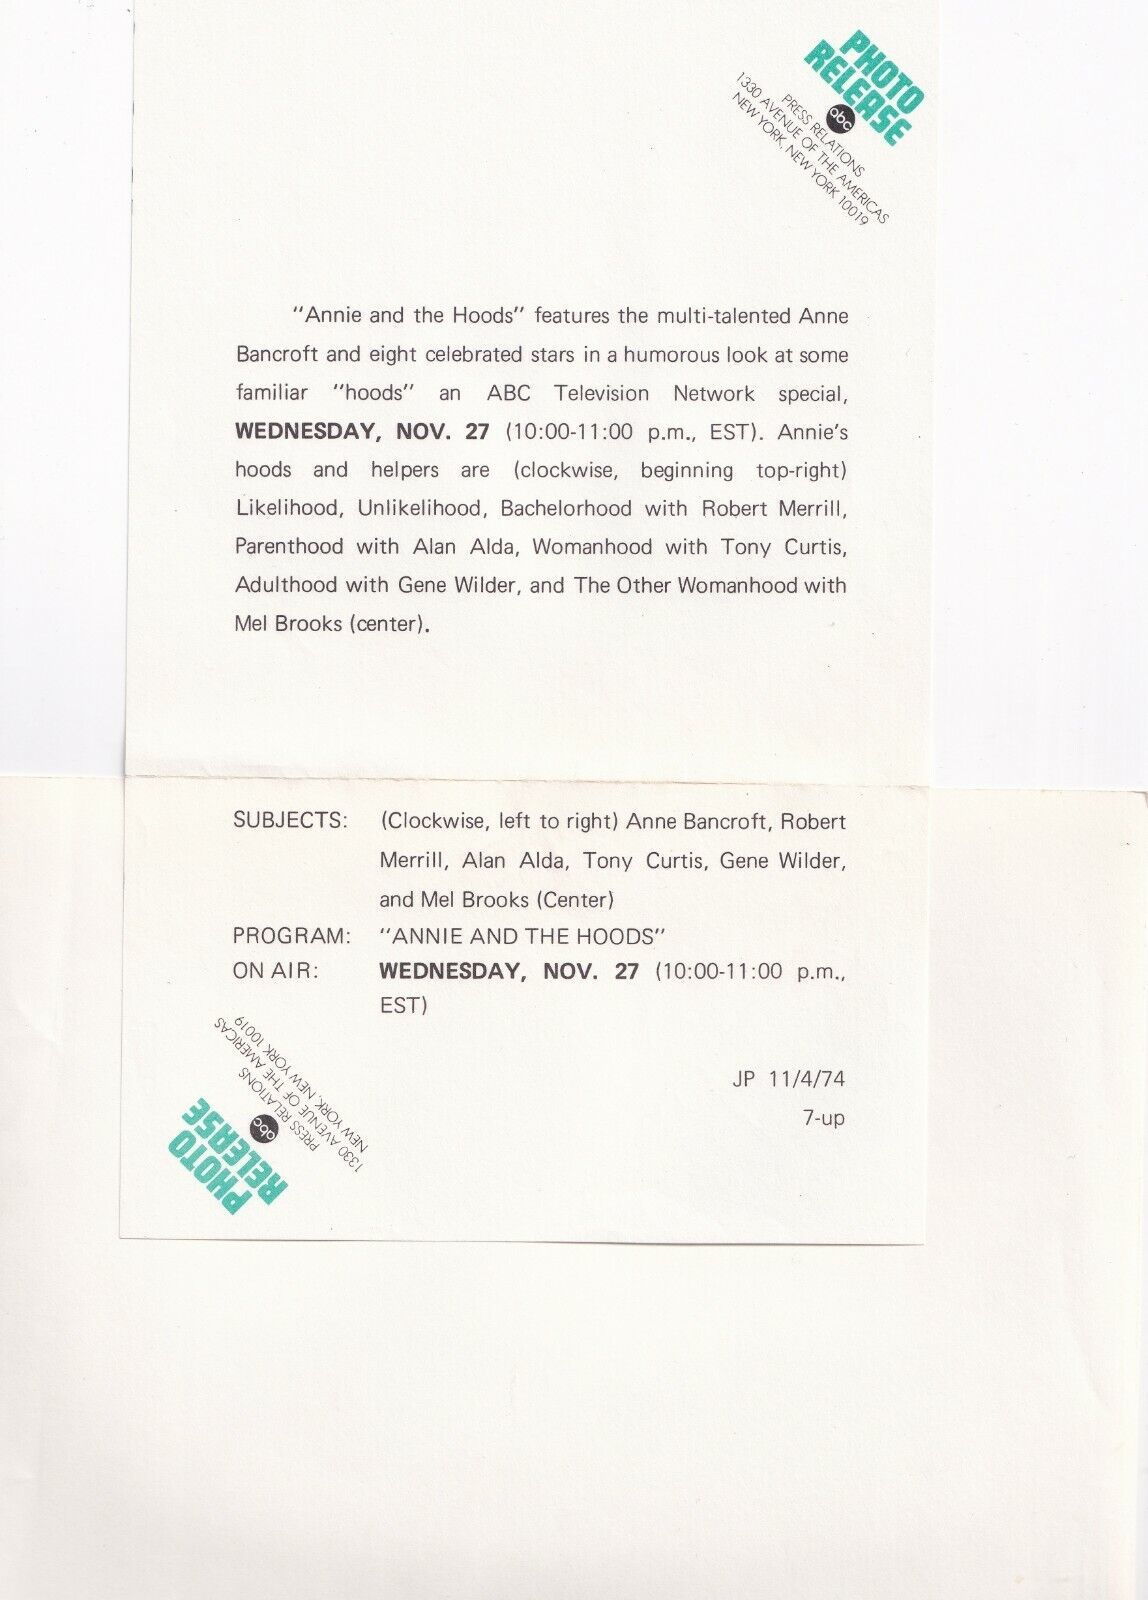 PHOTO
RELEASE
abc
PRESS RELATIONS
1330 AVENUE OF THE AMERICAS
NEW YORK, NEW YORK 10019
"Annie and the Hoods" features the multi-talented Anne
Bancroft and eight celebrated stars in a humorous look at some
familiar "hoods" an ABC Television Network special,
WEDNESDAY, NOV. 27 (10:00-11:00 p.m., EST). Annie's
hoods and helpers are (clockwise, beginning top-right)
Likelihood, Unlikelihood, Bachelorhood with Robert Merrill,
Parenthood with Alan Alda, Womanhood with Tony Curtis,
Adulthood with Gene Wilder, and The Other Womanhood with
Mel Brooks (center).
SUBJECTS: (Clockwise, left to right) Anne Bancroft, Robert
Merrill, Alan Alda, Tony Curtis, Gene Wilder,
and Mel Brooks (Center)
PROGRAM: "ANNIE AND THE HOODS"
ON AIR: WEDNESDAY, NOV. 27 (10:00-11:00 p.m.,
EST)
JP 11/4/74
7-up
PHOTO
RELEASE
abc
PRESS RELATIONS
1330 AVENUE OF THE AMERICAS
NEW YORK, NEW YORK 10019